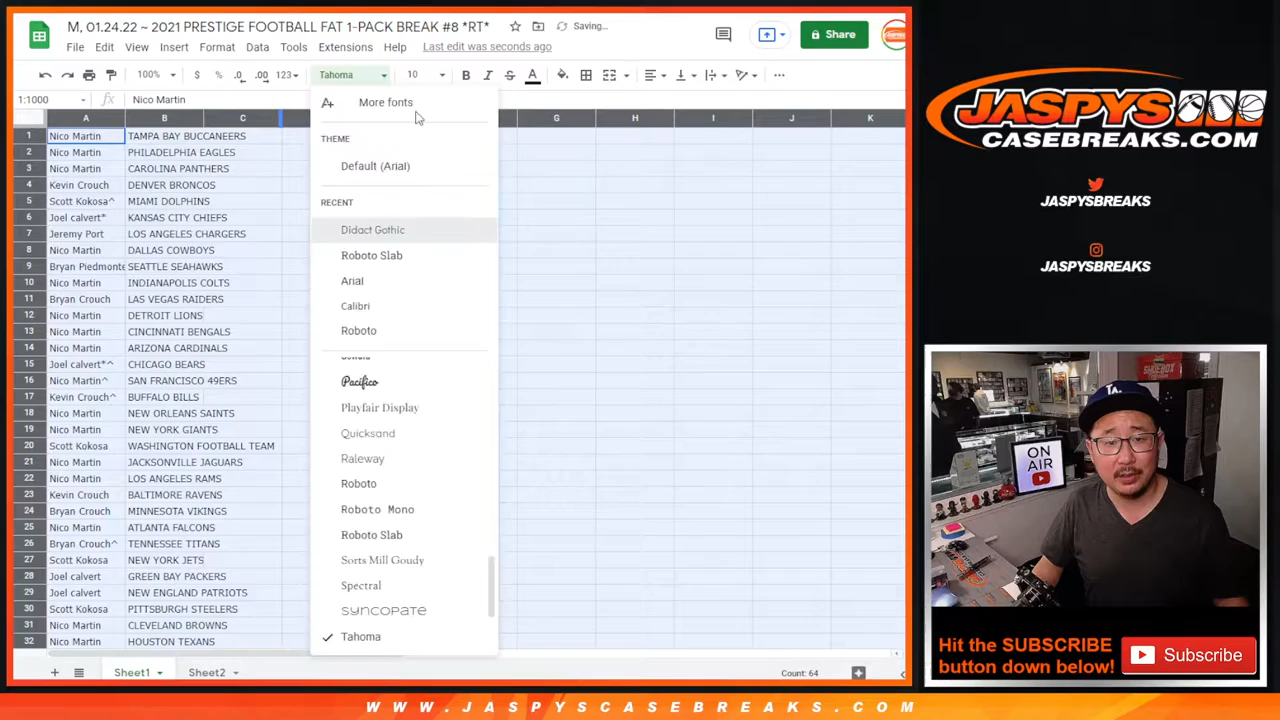 M, 01.24.22 ~ 2021 PRESTIGE FOOTBALL FAT 1-PACK BREAK #8 *RT*
Saving...
Share
File Edit View Insert Format Data Tools Extensions Help Last edit was seconds ago
100% $ % .0 .00 123 Tahoma 10 B I S A
1:1000 fx Nico Martin
A B C G H I J K
1 Nico Martin TAMPA BAY BUCCANEERS
2 Nico Martin PHILADELPHIA EAGLES
3 Nico Martin CAROLINA PANTHERS
4 Kevin Crouch DENVER BRONCOS
5 Scott Kokosa^ MIAMI DOLPHINS
6 Joel calvert* KANSAS CITY CHIEFS
7 Jeremy Port LOS ANGELES CHARGERS
8 Nico Martin DALLAS COWBOYS
9 Bryan Piedmonte SEATTLE SEAHAWKS
10 Nico Martin INDIANAPOLIS COLTS
11 Bryan Crouch LAS VEGAS RAIDERS
12 Nico Martin DETROIT LIONS
13 Nico Martin CINCINNATI BENGALS
14 Nico Martin ARIZONA CARDINALS
15 Joel calvert*^ CHICAGO BEARS
16 Nico Martin^ SAN FRANCISCO 49ERS
17 Kevin Crouch^ BUFFALO BILLS
18 Nico Martin NEW ORLEANS SAINTS
19 Nico Martin NEW YORK GIANTS
20 Scott Kokosa WASHINGTON FOOTBALL TEAM
21 Nico Martin JACKSONVILLE JAGUARS
22 Nico Martin LOS ANGELES RAMS
23 Kevin Crouch BALTIMORE RAVENS
24 Bryan Crouch MINNESOTA VIKINGS
25 Nico Martin ATLANTA FALCONS
26 Bryan Crouch^ TENNESSEE TITANS
27 Scott Kokosa NEW YORK JETS
28 Joel calvert GREEN BAY PACKERS
29 Joel calvert NEW ENGLAND PATRIOTS
30 Scott Kokosa PITTSBURGH STEELERS
31 Nico Martin CLEVELAND BROWNS
32 Nico Martin HOUSTON TEXANS
More fonts
THEME
Default (Arial)
RECENT
Didact Gothic
Roboto Slab
Arial
Calibri
Roboto
Pacifico
Playfair Display
Quicksand
Raleway
Roboto
Roboto Mono
Roboto Slab
Sorts Mill Goudy
Spectral
Syncopate
Tahoma
Sheet1 Sheet2 Count: 64
JASPYS
CASEBREAKS.COM
JASPYSBREAKS
JASPYSBREAKS
SHOEBOX
ON
AIR
Hit the SUBSCRIBE
button down below!
Subscribe
WWW.JASPYSCASEBREAKS.COM